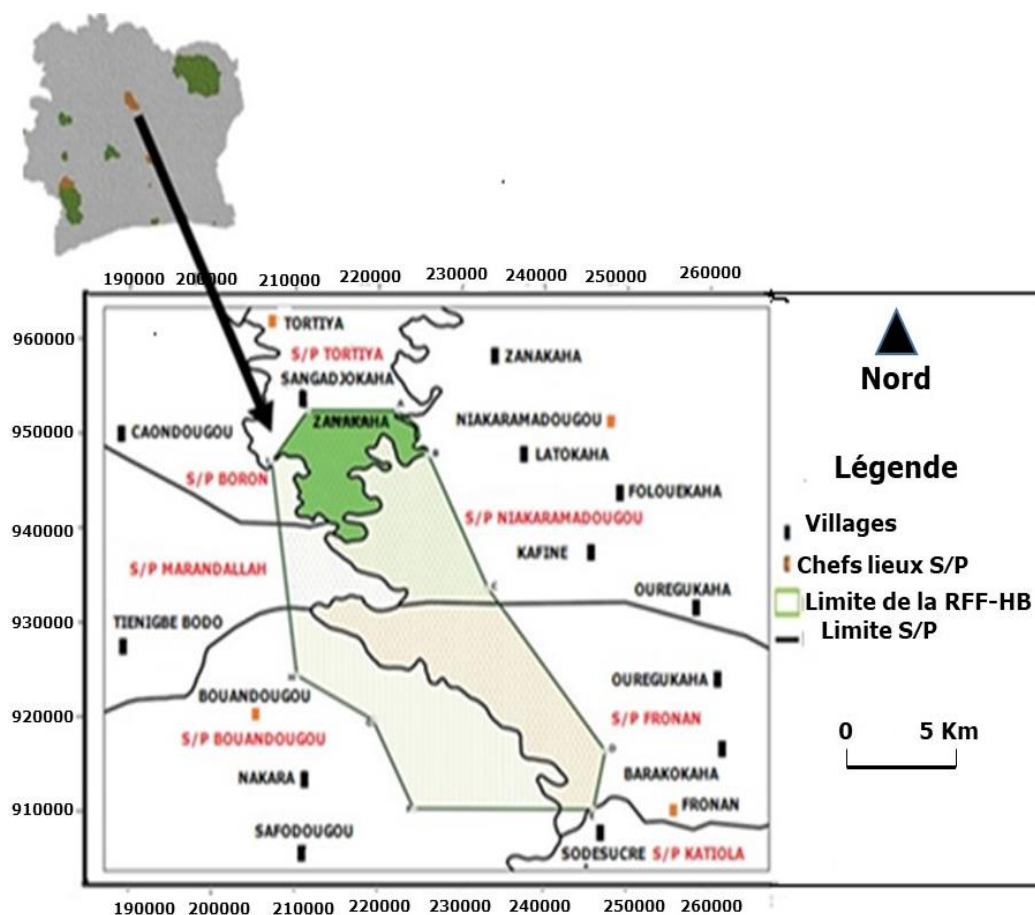 190000 200000 210000 220000 230000 240000 250000 260000
960000
950000
940000
930000
920000
910000
TORTIYA
S/P TORTIYA
ZANAKAHA
SANGADJOKAHA
ZANAKAHA
NIAKARAMADOUGOU
CAONDOUGOU
LATOKAHA
S/P BORON
FOLOUEKAHA
S/P NIAKARAMADOUGOU
KAFINE
S/P MARANDALLAH
OUREGUKAHA
TIENIGBE BODO
OUREGUKAHA
BOUANDOUGOU
S/P FRONAN
S/P BOUANDOUGOU
BARAKOKAHA
NAKARA
FRONAN
SAFODOUGOU
SODESUCRE S/P KATIOLA
190000 200000 210000 220000 230000 240000 250000 260000
Nord
Légende
Villages
Chefs lieux S/P
Limite de la RFF-HB
Limite S/P
0 5 Km